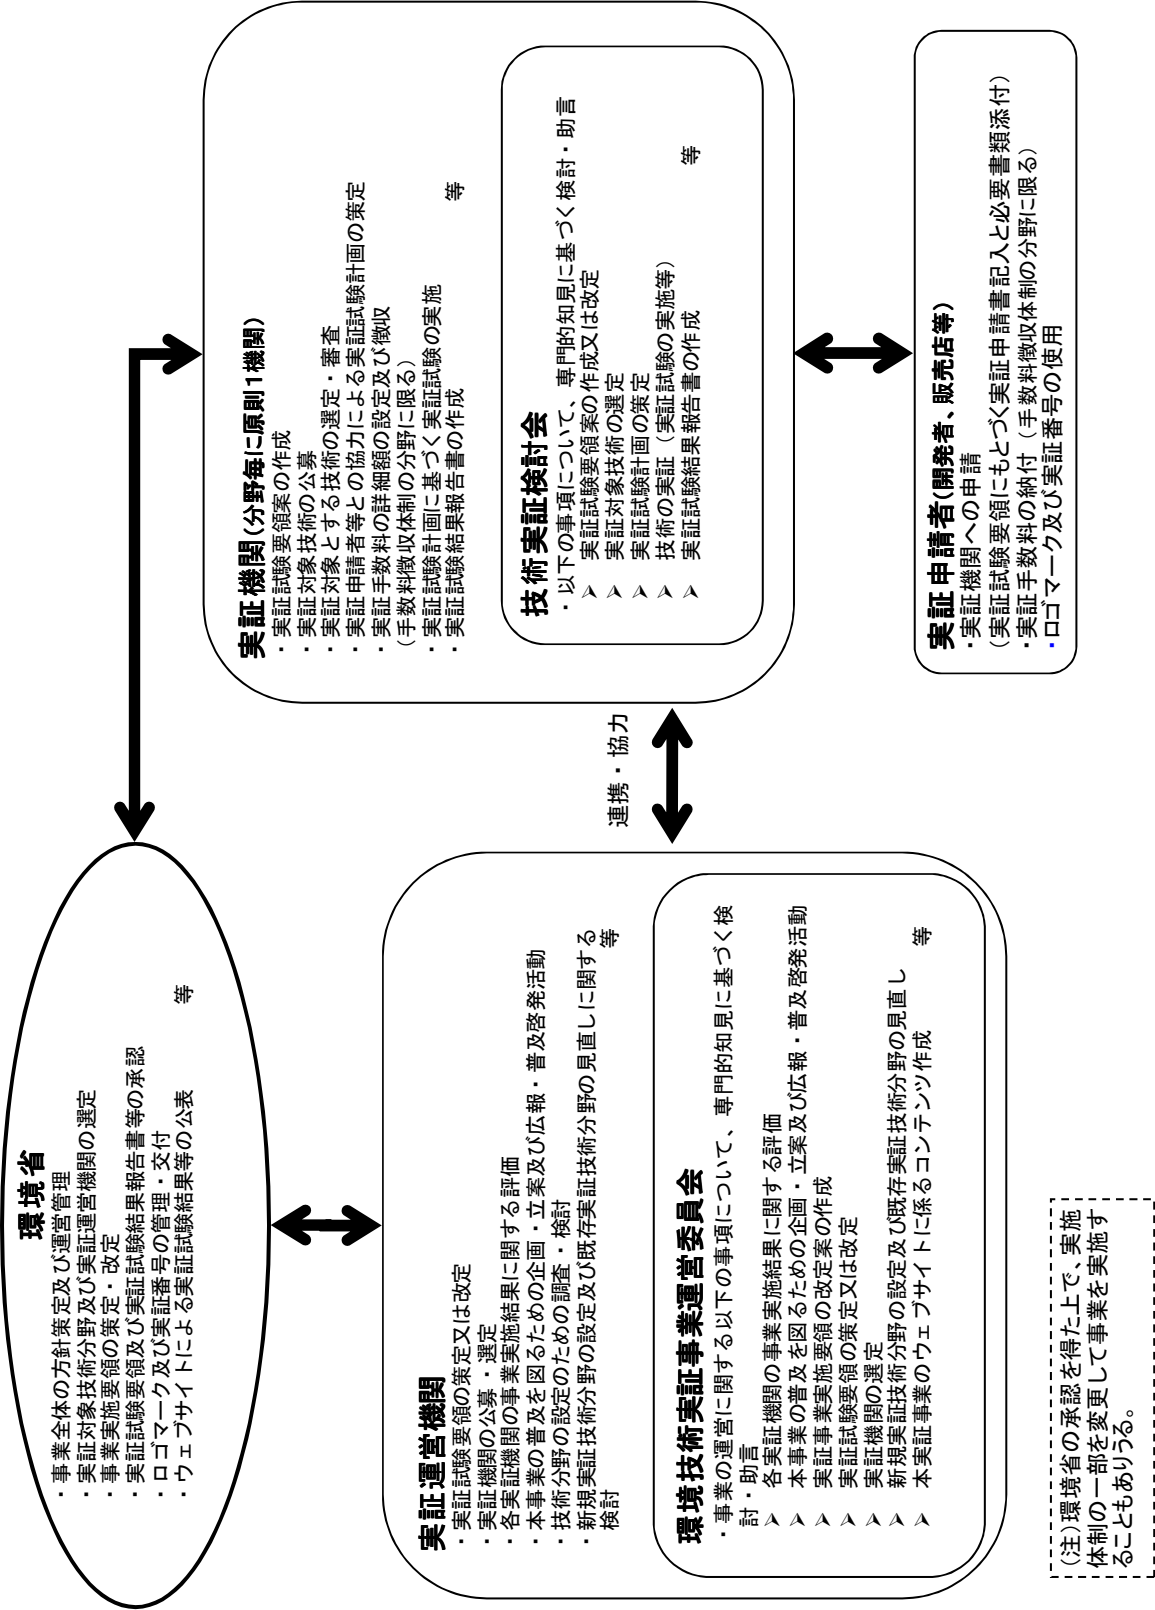 環境省
・事業全体の方針策定及び運営管理
・実証対象技術分野及び実証運営機関の選定
・事業実施要領の策定・改定
・実証試験要領及び実証試験結果報告書等の承認
・ロゴマーク及び実証番号の管理・交付
・ウェブサイトによる実証試験結果等の公表 等
実証運営機関
・実証試験要領の策定又は改定
・実証機関の公募・選定
・各実証機関の事業実施結果に関する評価
・本事業の普及を図るための企画・立案及び広報・普及啓発活動
・技術分野の設定のための調査・検討
・新規実証技術分野の設定及び既存実証技術分野の見直しに関する
検討 等
環境技術実証事業運営委員会
・事業の運営に関する以下の事項について、専門的知見に基づく検
討・助言
➢ 各実証機関の事業実施結果に関する評価
➢ 本事業の普及を図るための企画・立案及び広報・普及啓発活動
➢ 実証事業実施要領の改定案の作成
➢ 実証試験要領の策定又は改定
➢ 実証機関の選定
➢ 新規実証技術分野の設定及び既存実証技術分野の見直し
➢ 本実証事業のウェブサイトに係るコンテンツ作成 等
連携・協力
実証機関(分野毎に原則1機関)
・実証試験要領案の作成
・実証対象技術の公募
・実証対象とする技術の選定・審査
・実証申請者等との協力による実証試験計画の策定
・実証手数料の詳細額の設定及び徴収
(手数料徴収体制の分野に限る)
・実証試験計画に基づく実証試験の実施
・実証試験結果報告書の作成 等
技術実証検討会
・以下の事項について、専門的知見に基づく検討・助言
➢ 実証試験要領案の作成又は改定
➢ 実証対象技術の選定
➢ 実証試験計画の策定
➢ 技術の実証(実証試験の実施等)
➢ 実証試験結果報告書の作成 等
実証申請者(開発者、販売店等)
・実証機関への申請
(実証試験要領にもとづく実証申請書記入と必要書類添付)
・実証手数料の納付(手数料徴収体制の分野に限る)
・ロゴマーク及び実証番号の使用
(注)環境省の承認を得た上で、実施
体制の一部を変更して事業を実施す
ることもありうる。